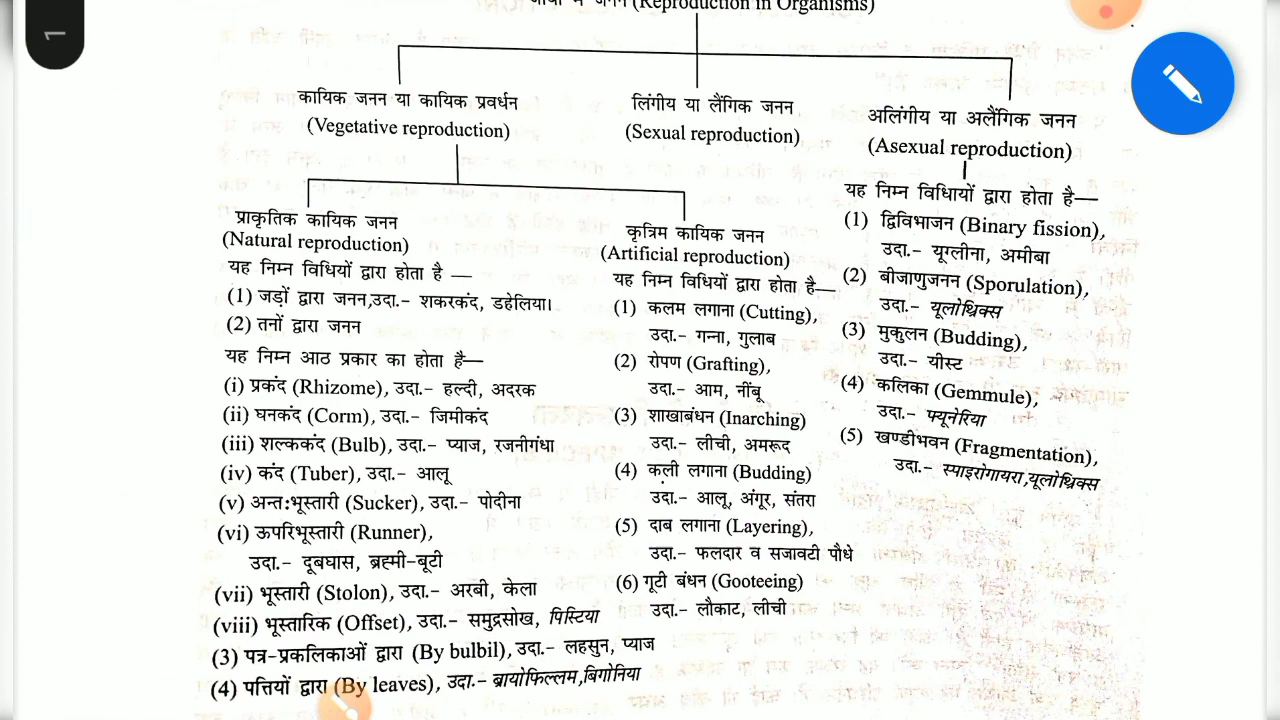 जनन (Reproduction in Organisms)
1
कायिक जनन या कायिक प्रवर्धन
(Vegetative reproduction)
लिंगीय या लैंगिक जनन
(Sexual reproduction)
अलिंगीय या अलैंगिक जनन
(Asexual reproduction)
प्राकृतिक कायिक जनन
(Natural reproduction)
यह निम्न विधियों द्वारा होता है —
(1) जड़ों द्वारा जनन,उदा.- शकरकंद, डहेलिया।
(2) तनों द्वारा जनन
यह निम्न आठ प्रकार का होता है—
(i) प्रकंद (Rhizome), उदा.- हल्दी, अदरक
(ii) घनकंद (Corm), उदा.- जिमीकंद
(iii) शल्ककंद (Bulb), उदा.- प्याज, रजनीगंधा
(iv) कंद (Tuber), उदा.- आलू
(v) अन्तःभूस्तारी (Sucker), उदा.- पोदीना
(vi) ऊपरिभूस्तारी (Runner),
उदा.- दूबघास, ब्रह्मी-बूटी
(vii) भूस्तारी (Stolon), उदा.- अरबी, केला
(viii) भूस्तारिक (Offset), उदा.- समुद्रसोख, पिस्टिया
(3) पत्र-प्रकलिकाओं द्वारा (By bulbil), उदा.- लहसुन, प्याज
(4) पत्तियों द्वारा (By leaves), उदा.- ब्रायोफिल्लम,बिगोनिया
कृत्रिम कायिक जनन
(Artificial reproduction)
यह निम्न विधियों द्वारा होता है—
(1) कलम लगाना (Cutting),
उदा.- गन्ना, गुलाब
(2) रोपण (Grafting),
उदा.- आम, नींबू
(3) शाखाबंधन (Inarching)
उदा.- लीची, अमरूद
(4) कली लगाना (Budding)
उदा.- आलू, अंगूर, संतरा
(5) दाब लगाना (Layering),
उदा.- फलदार व सजावटी पौधे
(6) गूटी बंधन (Gooteeing)
उदा.- लौकाट, लीची
यह निम्न विधियों द्वारा होता है—
(1) द्विविभाजन (Binary fission),
उदा.- यूग्लीना, अमीबा
(2) बीजाणुजनन (Sporulation),
उदा.- यूलोथ्रिक्स
(3) मुकुलन (Budding),
उदा.- यीस्ट
(4) कलिका (Gemmule),
उदा.- फ्यूनेरिया
(5) खण्डीभवन (Fragmentation),
उदा.- स्पाइरोगायरा,यूलोथ्रिक्स